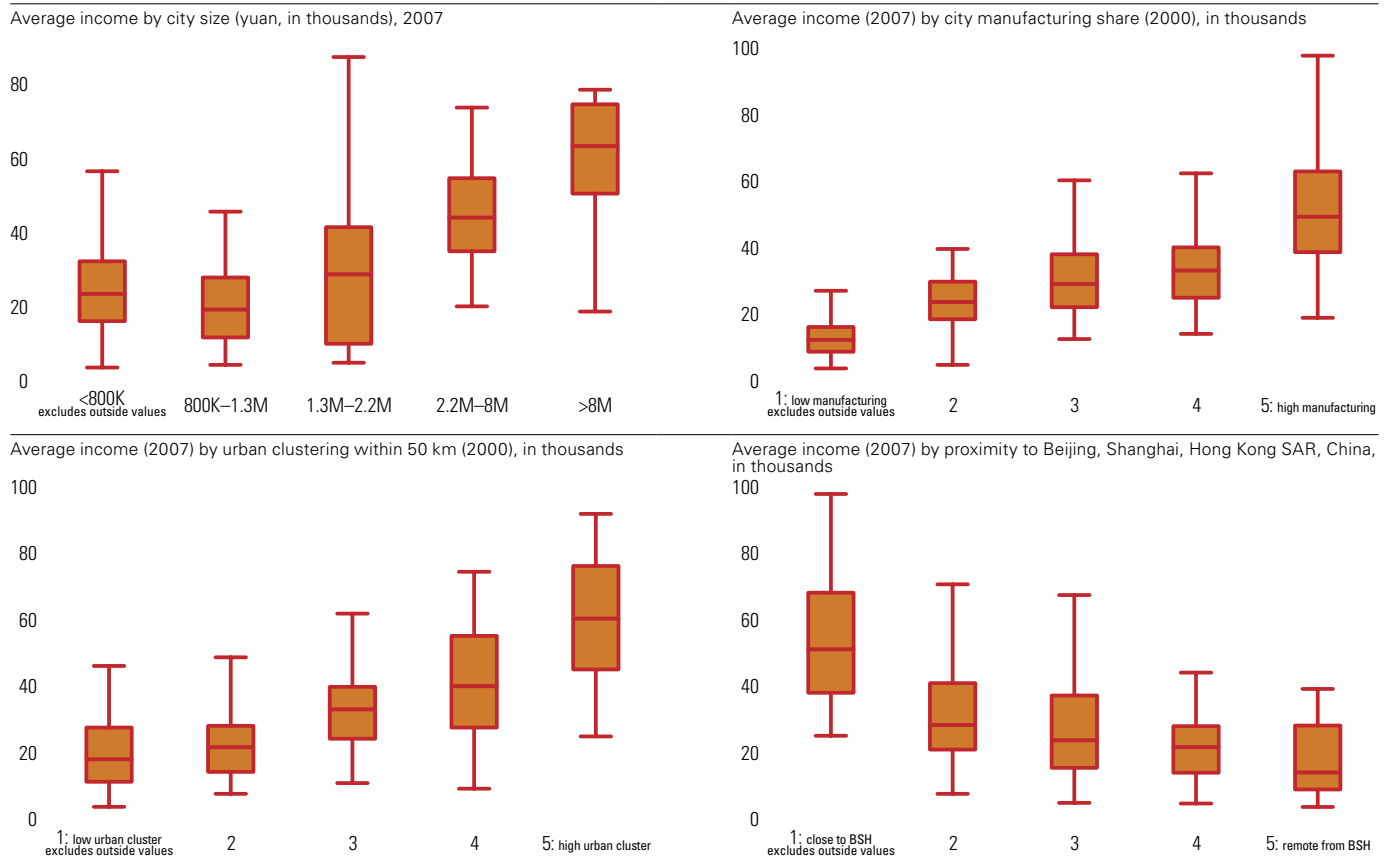 Average income by city size (yuan, in thousands), 2007
80
60
40
20
0
<800K
excludes outside values
800K–1.3M
1.3M–2.2M
2.2M–8M
>8M
Average income (2007) by city manufacturing share (2000), in thousands
100
80
60
40
20
0
1: low manufacturing
excludes outside values
2
3
4
5: high manufacturing
Average income (2007) by urban clustering within 50 km (2000), in thousands
100
80
60
40
20
0
1: low urban cluster
excludes outside values
2
3
4
5: high urban cluster
Average income (2007) by proximity to Beijing, Shanghai, Hong Kong SAR, China,
in thousands
100
80
60
40
20
0
1: close to BSH
excludes outside values
2
3
4
5: remote from BSH